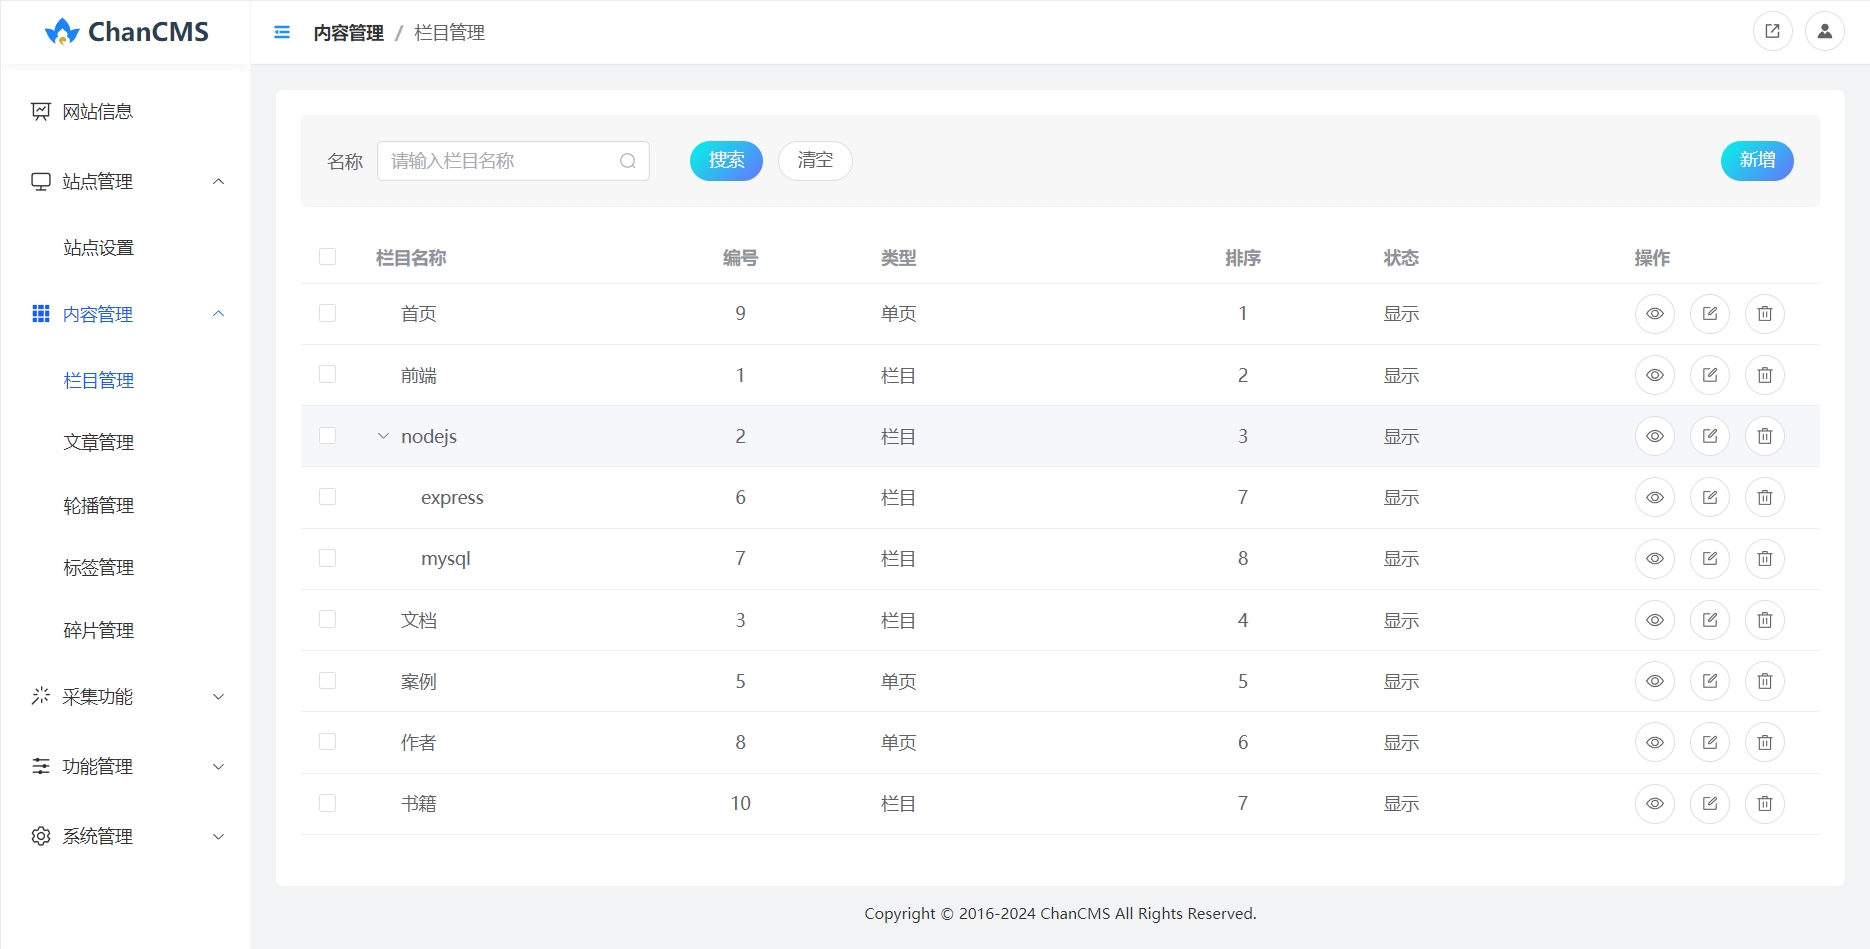 ChanCMS
内容管理 / 栏目管理
网站信息
站点管理
站点设置
内容管理
栏目管理
文章管理
轮播管理
标签管理
碎片管理
采集功能
功能管理
系统管理
名称 请输入栏目名称 搜索 清空 新增
栏目名称 编号 类型 排序 状态 操作
首页 9 单页 1 显示
前端 1 栏目 2 显示
nodejs 2 栏目 3 显示
express 6 栏目 7 显示
mysql 7 栏目 8 显示
文档 3 栏目 4 显示
案例 5 单页 5 显示
作者 8 单页 6 显示
书籍 10 栏目 7 显示
Copyright © 2016-2024 ChanCMS All Rights Reserved.